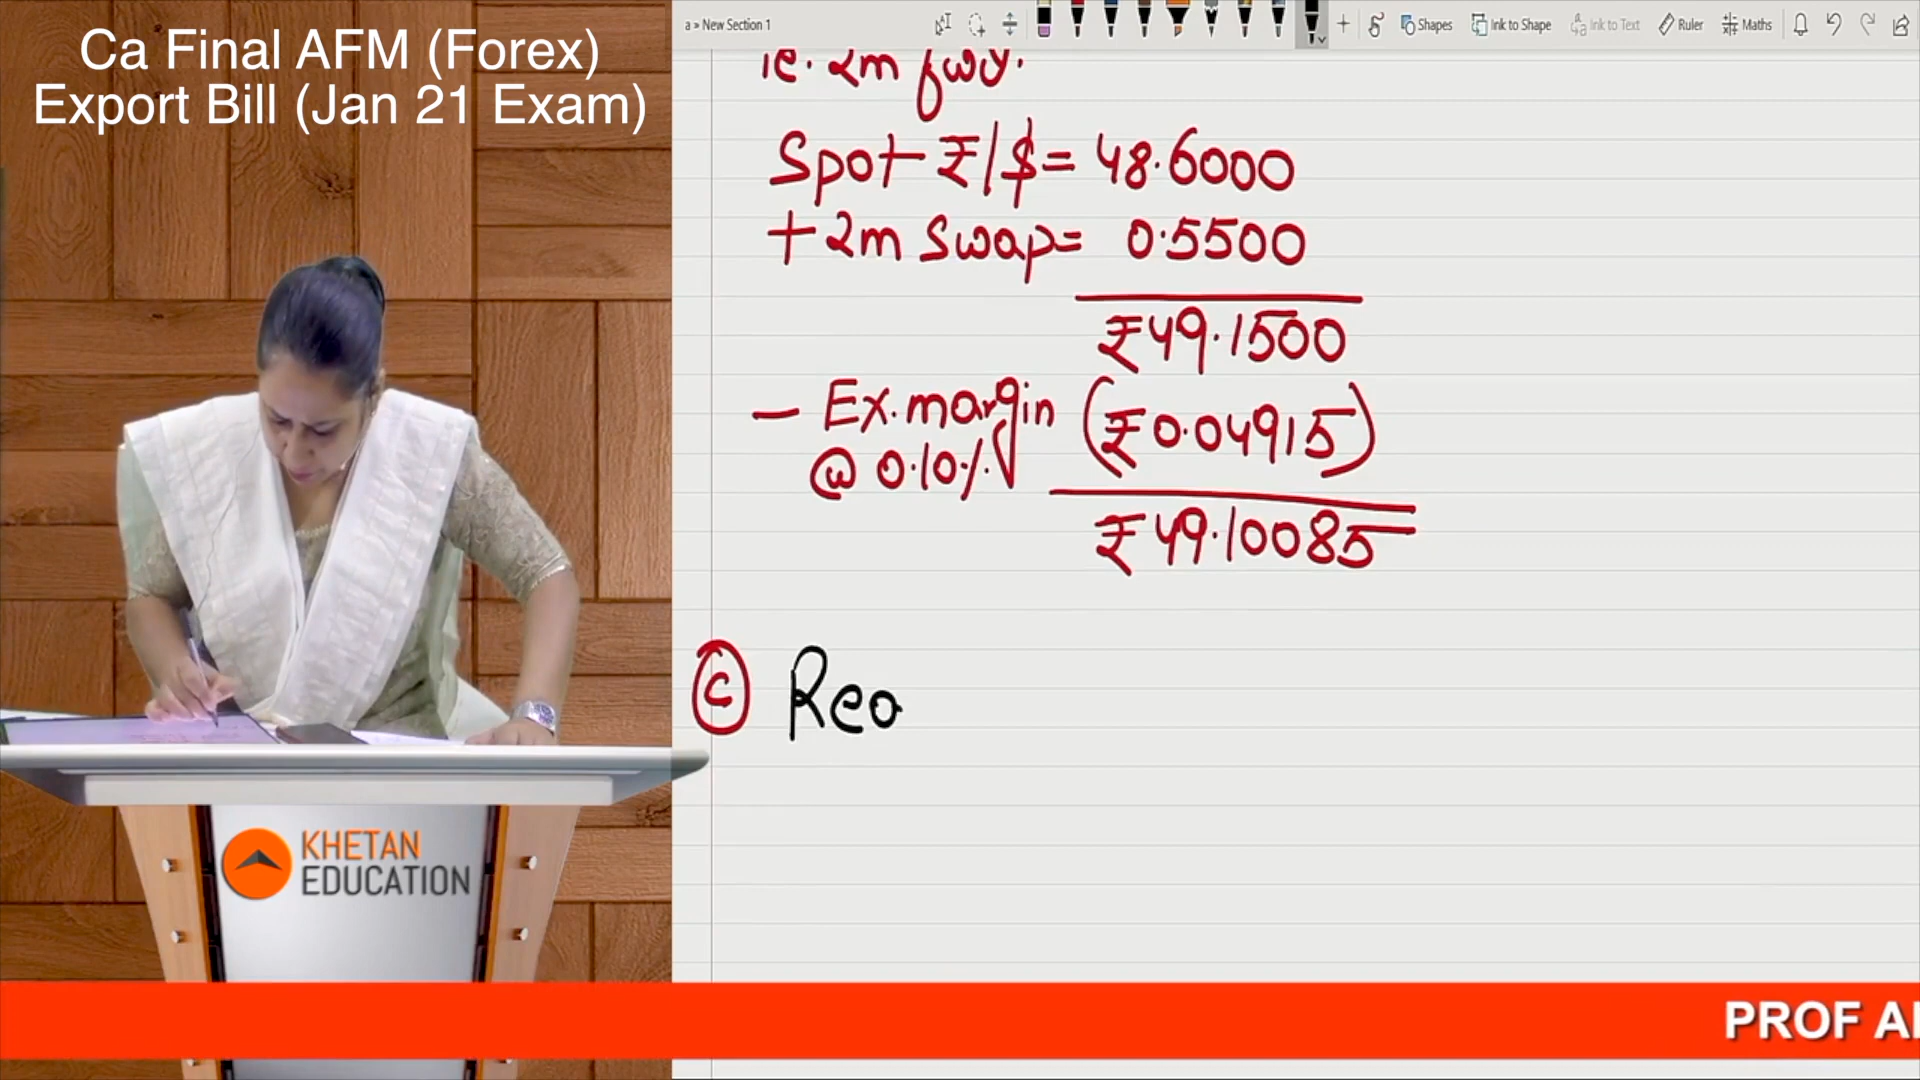 Ca Final AFM (Forex)
Export Bill (Jan 21 Exam)
a » New Section 1
Shapes
Ink to Shape
Ink to Text
Ruler
Maths
ie. 2m fwd.
Spot ₹/$ = 48.6000
+ 2m Swap = 0.5500
₹49.1500
- Ex. margin (₹0.04915)
@ 0.10%
₹49.10085
C Rea
KHETAN
EDUCATION
PROF A